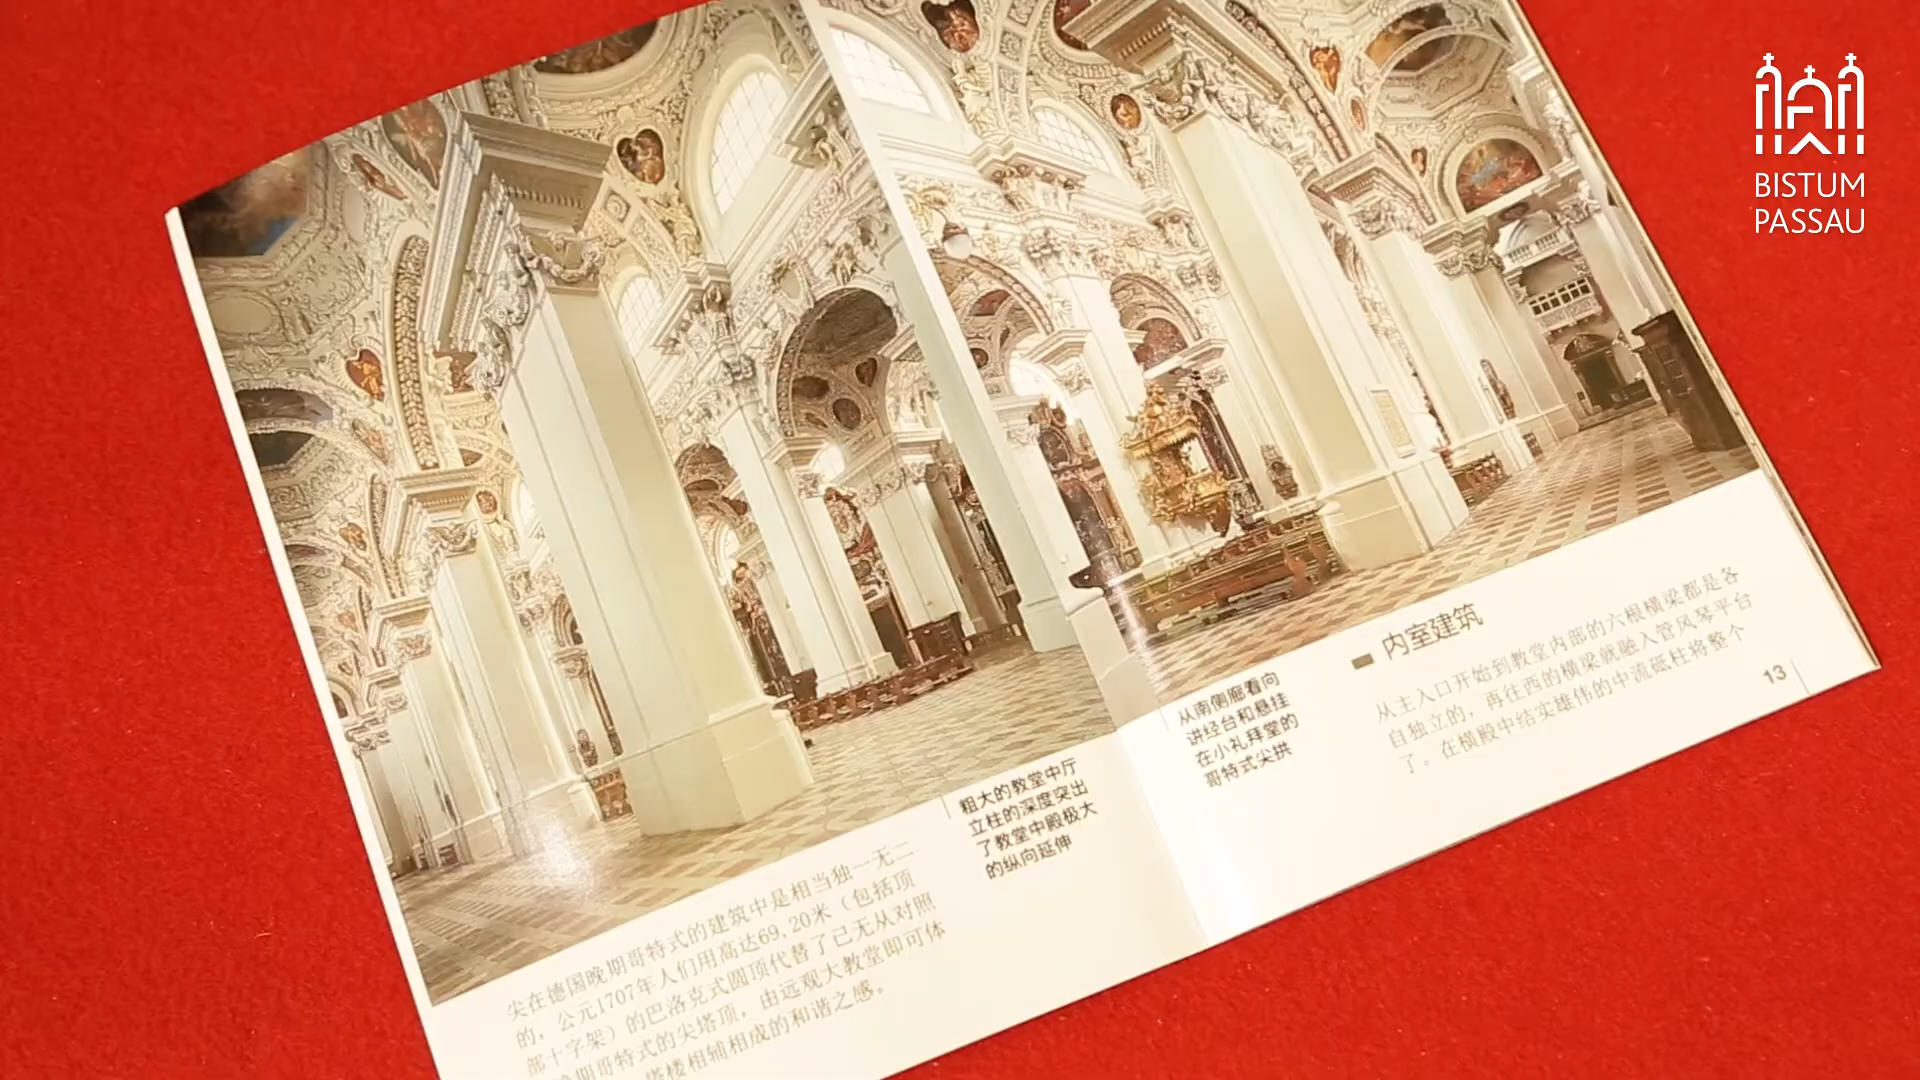 BISTUM
PASSAU
尖在德国晚期哥特式的建筑中是相当独一无二
的，公元1707年人们用高达69,20米（包括顶
部十字架）的巴洛克式圆顶代替了已无从对照
晚期哥特式的尖塔顶，由远观大教堂即可体
塔楼相辅相成的和谐之感。
粗大的教堂中厅
立柱的深度突出
了教堂中殿极大
的纵向延伸
从南侧廊看向
讲经台和悬挂
在小礼拜堂的
哥特式尖拱
内室建筑
从主入口开始到教堂内部的六根横梁都是各
自独立的，再往西的横梁就融入管风琴平台
了。在横殿中结实雄伟的中流砥柱将整个
13